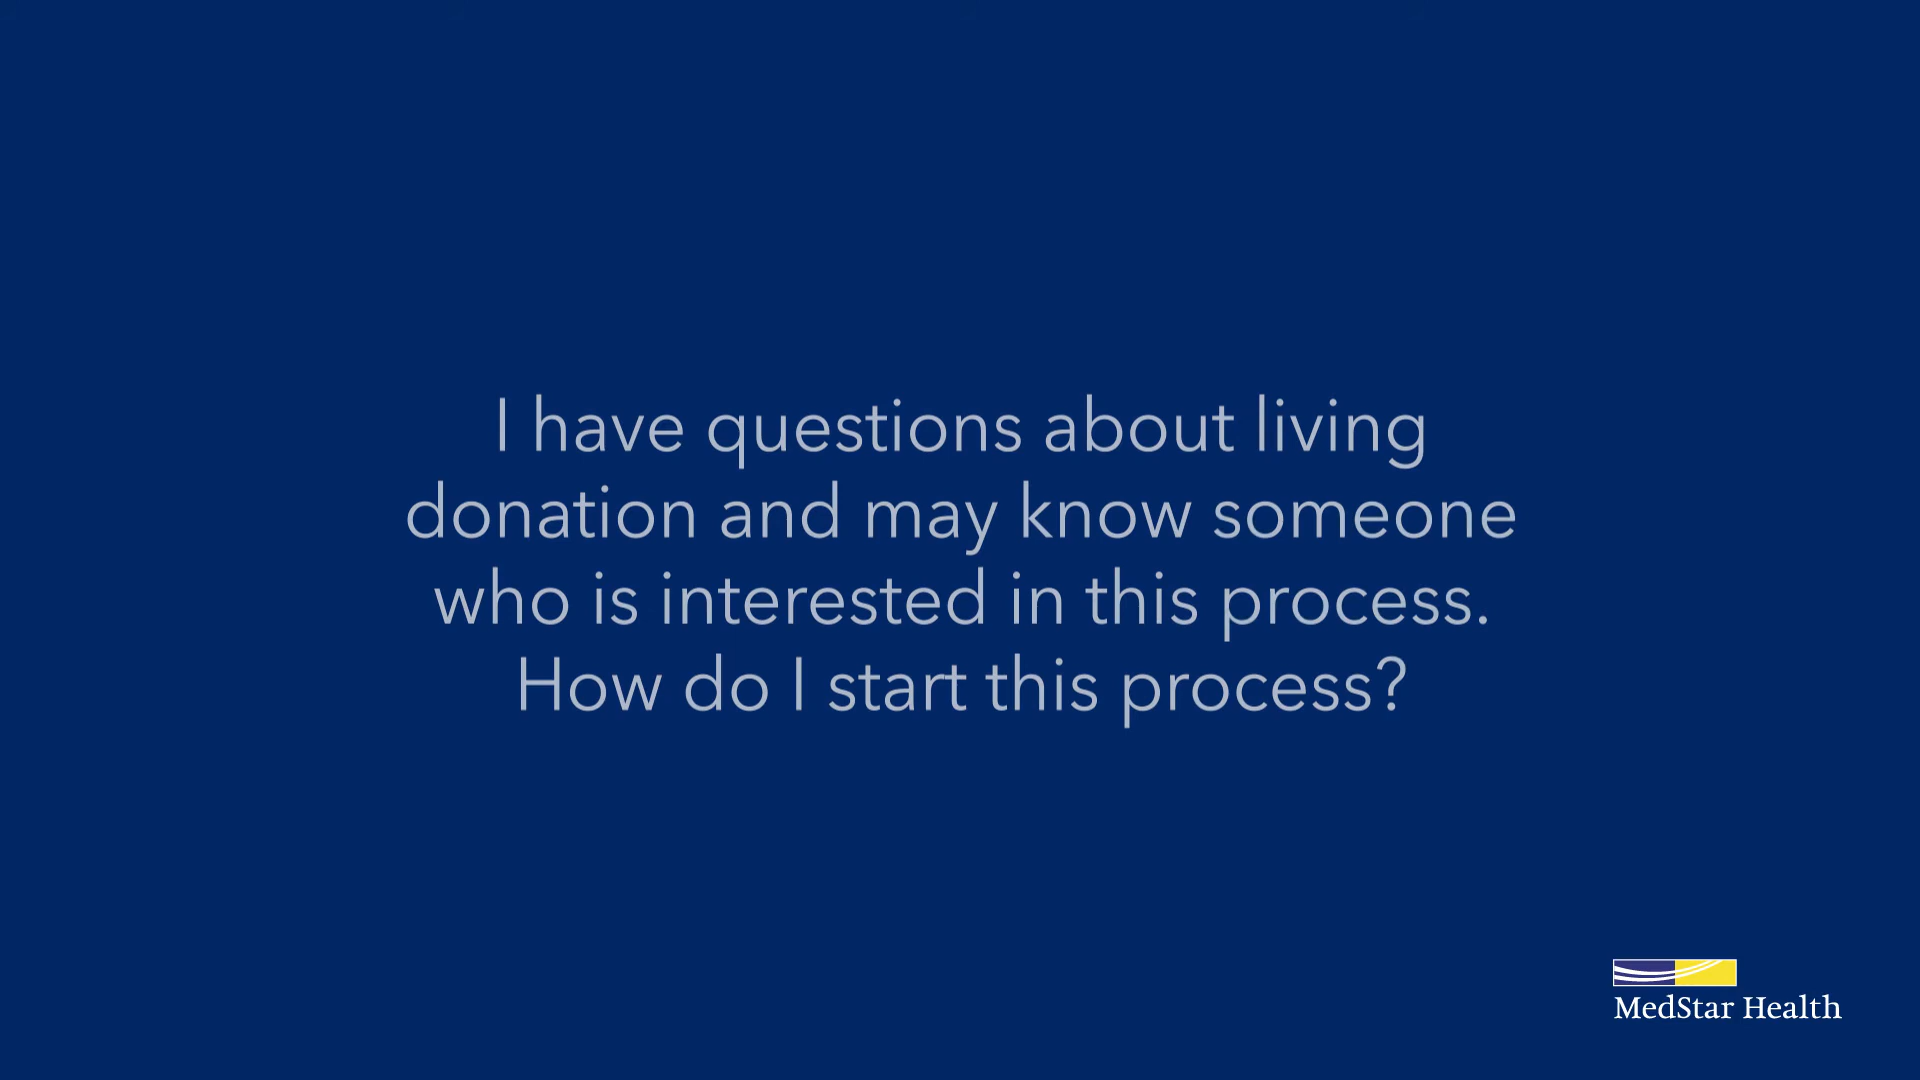 I have questions about living
donation and may know someone
who is interested in this process.
How do I start this process?
MedStar Health